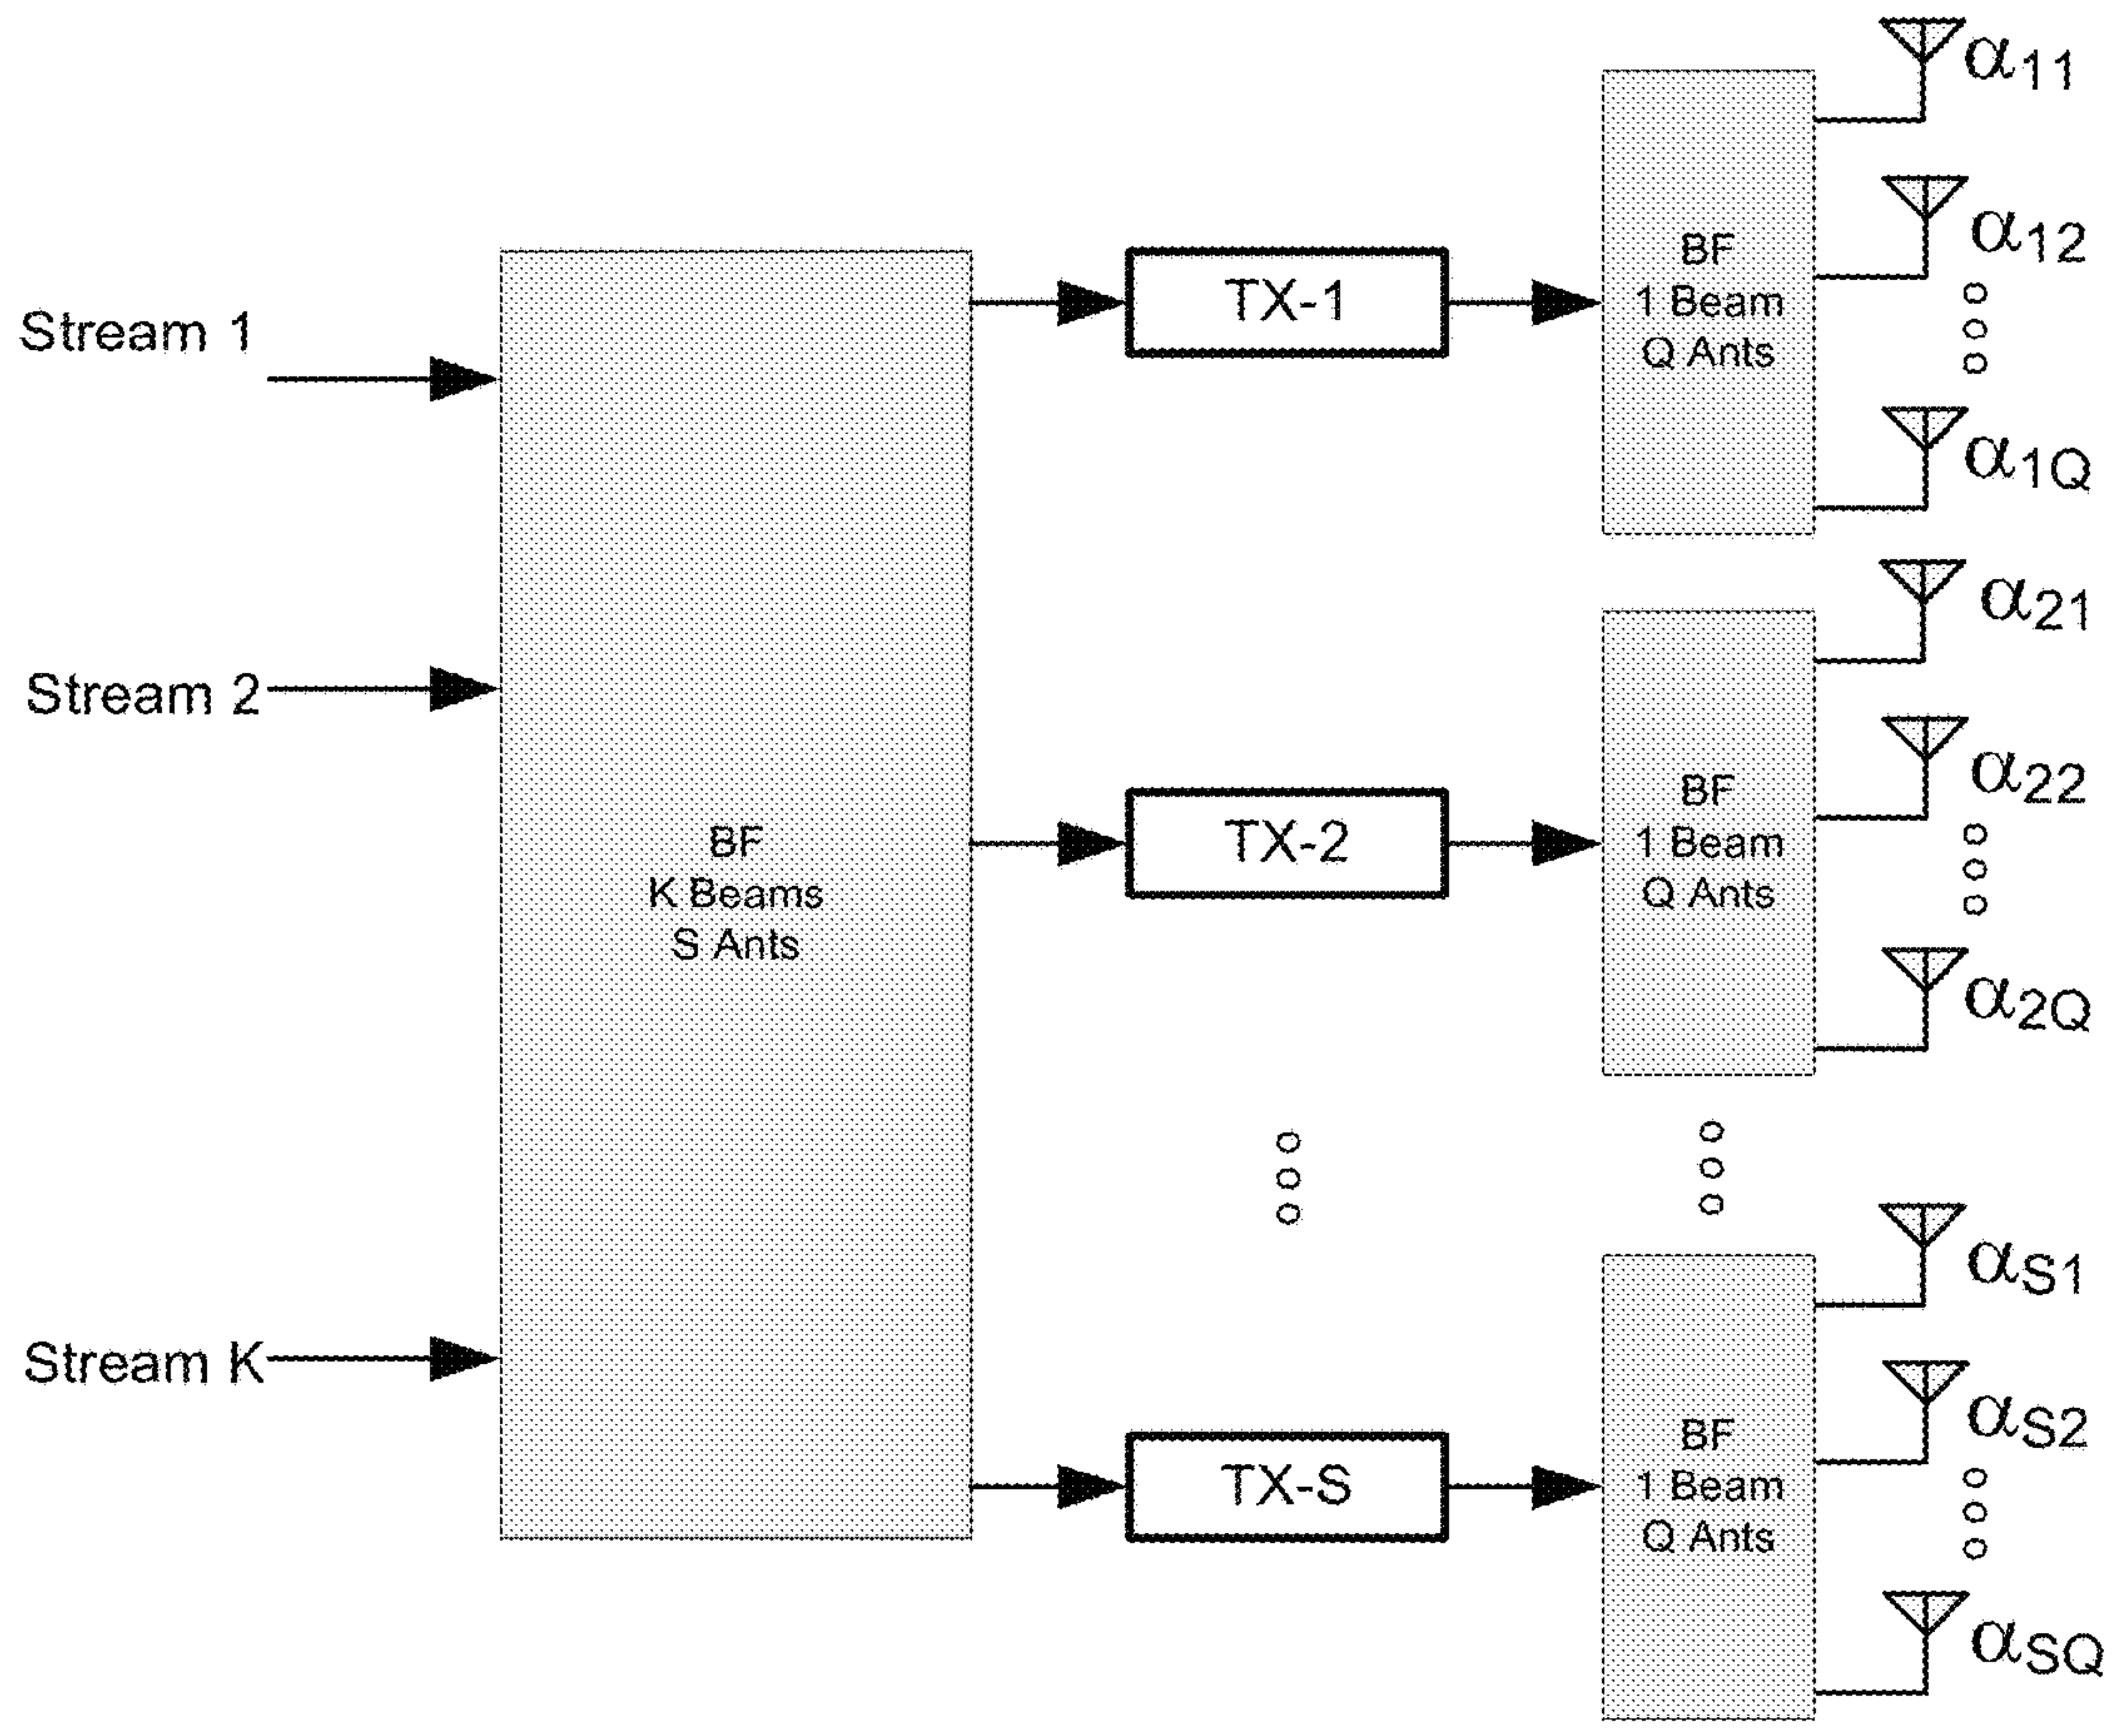 Stream 1
Stream 2
Stream K
BF
K Beams
S Ants
TX-1
TX-2
TX-S
BF
1 Beam
Q Ants
α11
α12
α1Q
BF
1 Beam
Q Ants
α21
α22
α2Q
BF
1 Beam
Q Ants
αS1
αS2
αSQ